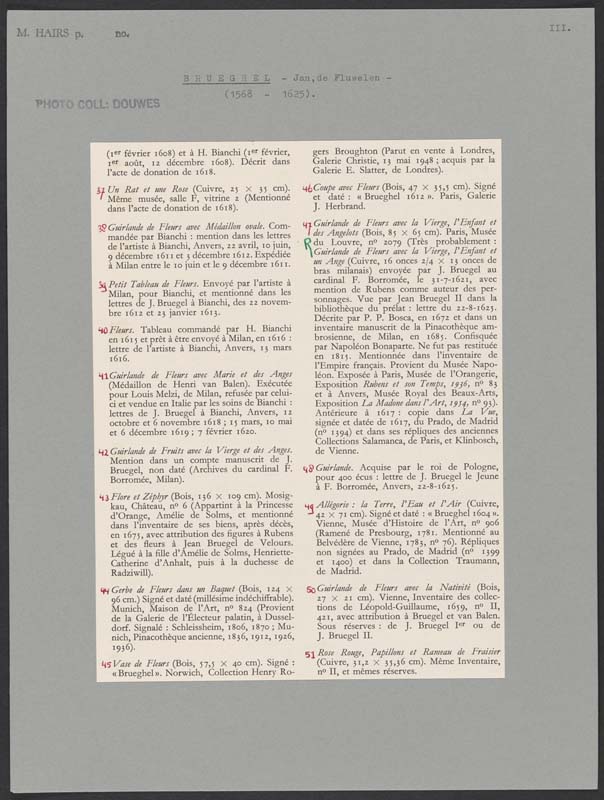 M. HAIRS p. no.
III.
BRUEGHEL - Jan, de Fluwelen -
(1568 - 1625).
PHOTO COLL: DOUWES
(1er février 1608) et à H. Bianchi (1er février,
1er août, 12 décembre 1608). Décrit dans
l'acte de donation de 1618.
37 Un Rat et une Rose (Cuivre, 23 × 33 cm).
Même musée, salle F, vitrine 2 (Mentionné
dans l'acte de donation de 1618).
38 Guirlande de Fleurs avec Médaillon ovale. Com-
mandée par Bianchi : mention dans les lettres
de l'artiste à Bianchi, Anvers, 22 avril, 10 juin,
9 décembre 1611 et 3 décembre 1612. Expédiée
à Milan entre le 10 juin et le 9 décembre 1611.
39 Petit Tableau de Fleurs. Envoyé par l'artiste à
Milan, pour Bianchi, et mentionné dans les
lettres de J. Bruegel à Bianchi, des 22 novem-
bre 1612 et 25 janvier 1613.
40 Fleurs. Tableau commandé par H. Bianchi
en 1615 et prêt à être envoyé à Milan, en 1616 :
lettre de l'artiste à Bianchi, Anvers, 13 mars
1616.
41 Guirlande de Fleurs avec Marie et des Anges
(Médaillon de Henri van Balen). Exécutée
pour Louis Melzi, de Milan, refusée par celui-
ci et vendue en Italie par les soins de Bianchi :
lettres de J. Bruegel à Bianchi, Anvers, 12
octobre et 6 novembre 1618 ; 15 mars, 10 mai
et 6 décembre 1619 ; 7 février 1620.
42 Guirlande de Fruits avec la Vierge et des Anges.
Mention dans un compte manuscrit de J.
Bruegel, non daté (Archives du cardinal F.
Borromée, Milan).
43 Flore et Zéphyr (Bois, 136 × 109 cm). Mosig-
kau, Château, nº 6 (Appartint à la Princesse
d'Orange, Amélie de Solms, et mentionné
dans l'inventaire de ses biens, après décès,
en 1675, avec attribution des figures à Rubens
et des fleurs à Jean Bruegel de Velours.
Légué à la fille d'Amélie de Solms, Henriette-
Catherine d'Anhalt, puis à la duchesse de
Radziwill).
44 Gerbe de Fleurs dans un Baquet (Bois, 124 ×
96 cm.) Signé et daté (millésime indéchiffrable).
Munich, Maison de l'Art, nº 824 (Provient
de la Galerie de l'Électeur palatin, à Dussel-
dorf. Signalé : Schleissheim, 1806, 1870 ; Mu-
nich, Pinacothèque ancienne, 1836, 1912, 1926,
1936).
45 Vase de Fleurs (Bois, 57,5 × 40 cm). Signé :
« Brueghel ». Norwich, Collection Henry Ro-
gers Broughton (Parut en vente à Londres,
Galerie Christie, 13 mai 1948 ; acquis par la
Galerie E. Slatter, de Londres).
46 Coupe avec Fleurs (Bois, 47 × 35,5 cm). Signé
et daté : « Brueghel 1612 ». Paris, Galerie
J. Herbrand.
47 Guirlande de Fleurs avec la Vierge, l'Enfant et
des Angelots (Bois, 85 × 65 cm). Paris, Musée
R du Louvre, nº 2079 (Très probablement :
Guirlande de Fleurs avec la Vierge, l'Enfant et
un Ange (Cuivre, 16 onces 2/4 × 13 onces de
bras milanais) envoyée par J. Bruegel au
cardinal F. Borromée, le 31-7-1621, avec
mention de Rubens comme auteur des per-
sonnages. Vue par Jean Bruegel II dans la
bibliothèque du prélat : lettre du 22-8-1625.
Décrite par P. P. Bosca, en 1672 et dans un
inventaire manuscrit de la Pinacothèque am-
brosienne, de Milan, en 1685. Confisquée
par Napoléon Bonaparte. Ne fut pas restituée
en 1815. Mentionnée dans l'inventaire de
l'Empire français. Provient du Musée Napo-
léon. Exposée à Paris, Musée de l'Orangerie,
Exposition Rubens et son Temps, 1936, nº 83
et à Anvers, Musée Royal des Beaux-Arts,
Exposition La Madone dans l'Art, 1954, nº 93).
Antérieure à 1617 : copie dans La Vue,
signée et datée de 1617, du Prado, de Madrid
(nº 1394) et dans ses répliques des anciennes
Collections Salamanca, de Paris, et Klinbosch,
de Vienne.
48 Guirlande. Acquise par le roi de Pologne,
pour 400 écus : lettre de J. Bruegel le Jeune
à F. Borromée, Anvers, 22-8-1625.
49 Allégorie : la Terre, l'Eau et l'Air (Cuivre,
42 × 71 cm). Signé et daté : « Brueghel 1604 ».
Vienne, Musée d'Histoire de l'Art, nº 906
(Ramené de Presbourg, 1781. Mentionné au
Belvédère de Vienne, 1783, nº 76). Répliques
non signées au Prado, de Madrid (nº 1399
et 1400) et dans la Collection Traumann,
de Madrid.
50 Guirlande de Fleurs avec la Nativité (Bois,
27 × 21 cm). Vienne, Inventaire des collec-
tions de Léopold-Guillaume, 1659, nº II,
421, avec attribution à Bruegel et van Balen.
Sous réserves : de J. Bruegel Ier ou de
J. Bruegel II.
51 Rose Rouge, Papillons et Rameau de Fraisier
(Cuivre, 31,2 × 35,36 cm). Même Inventaire,
nº II, et mêmes réserves.